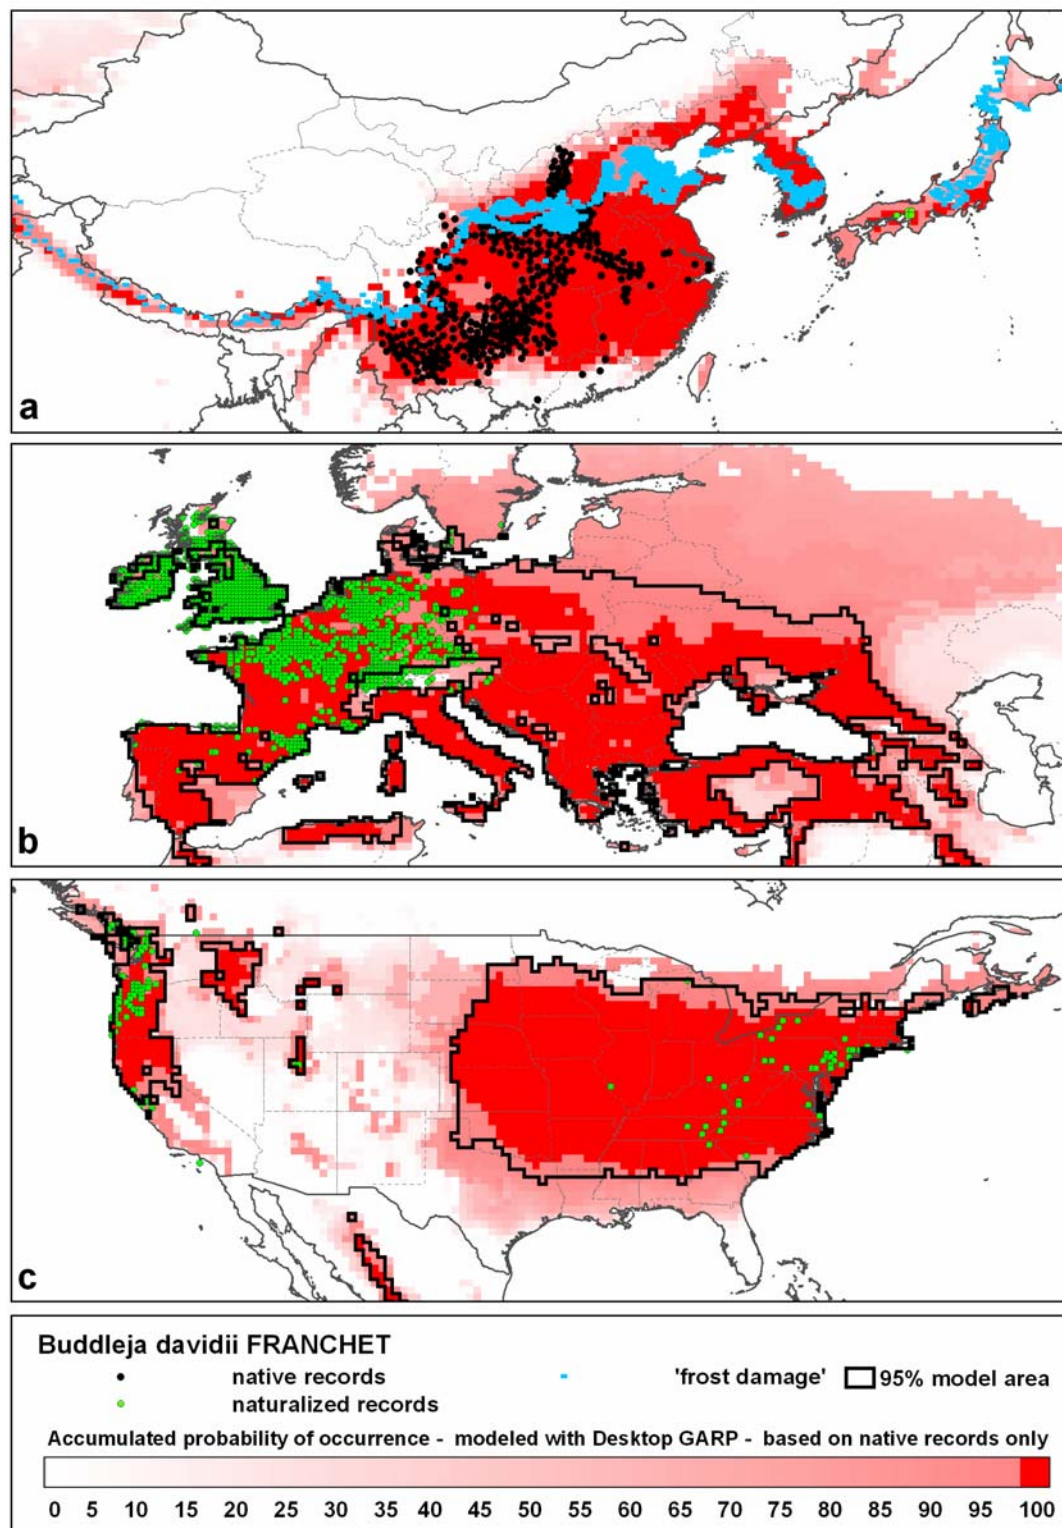 a
b
c
Buddleja davidii FRANCHET
native records
'frost damage'
95% model area
naturalized records
Accumulated probability of occurrence - modeled with Desktop GARP - based on native records only
0 5 10 15 20 25 30 35 40 45 50 55 60 65 70 75 80 85 90 95 100